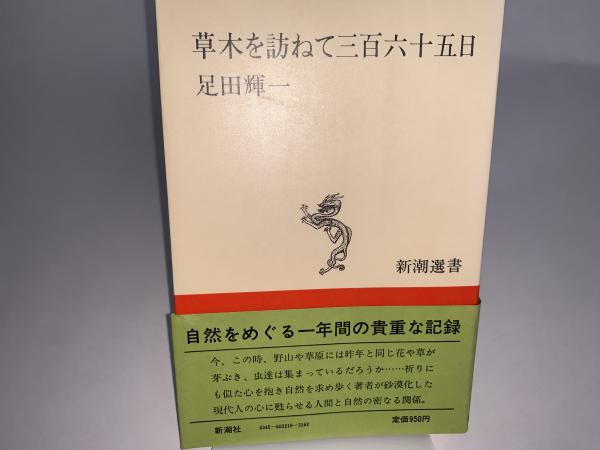 草木を訪ねて三百六十五日
足田輝一
新潮選書
自然をめぐる一年間の貴重な記録
今、この時、野山や草原には昨年と同じ花や草が
芽ぶき、虫達は集まっているだろうか……祈りに
も似た心を抱き自然を求め歩く著者が砂漠化した
現代人の心に甦らせる人間と自然の密なる関係。
新潮社
定価950円